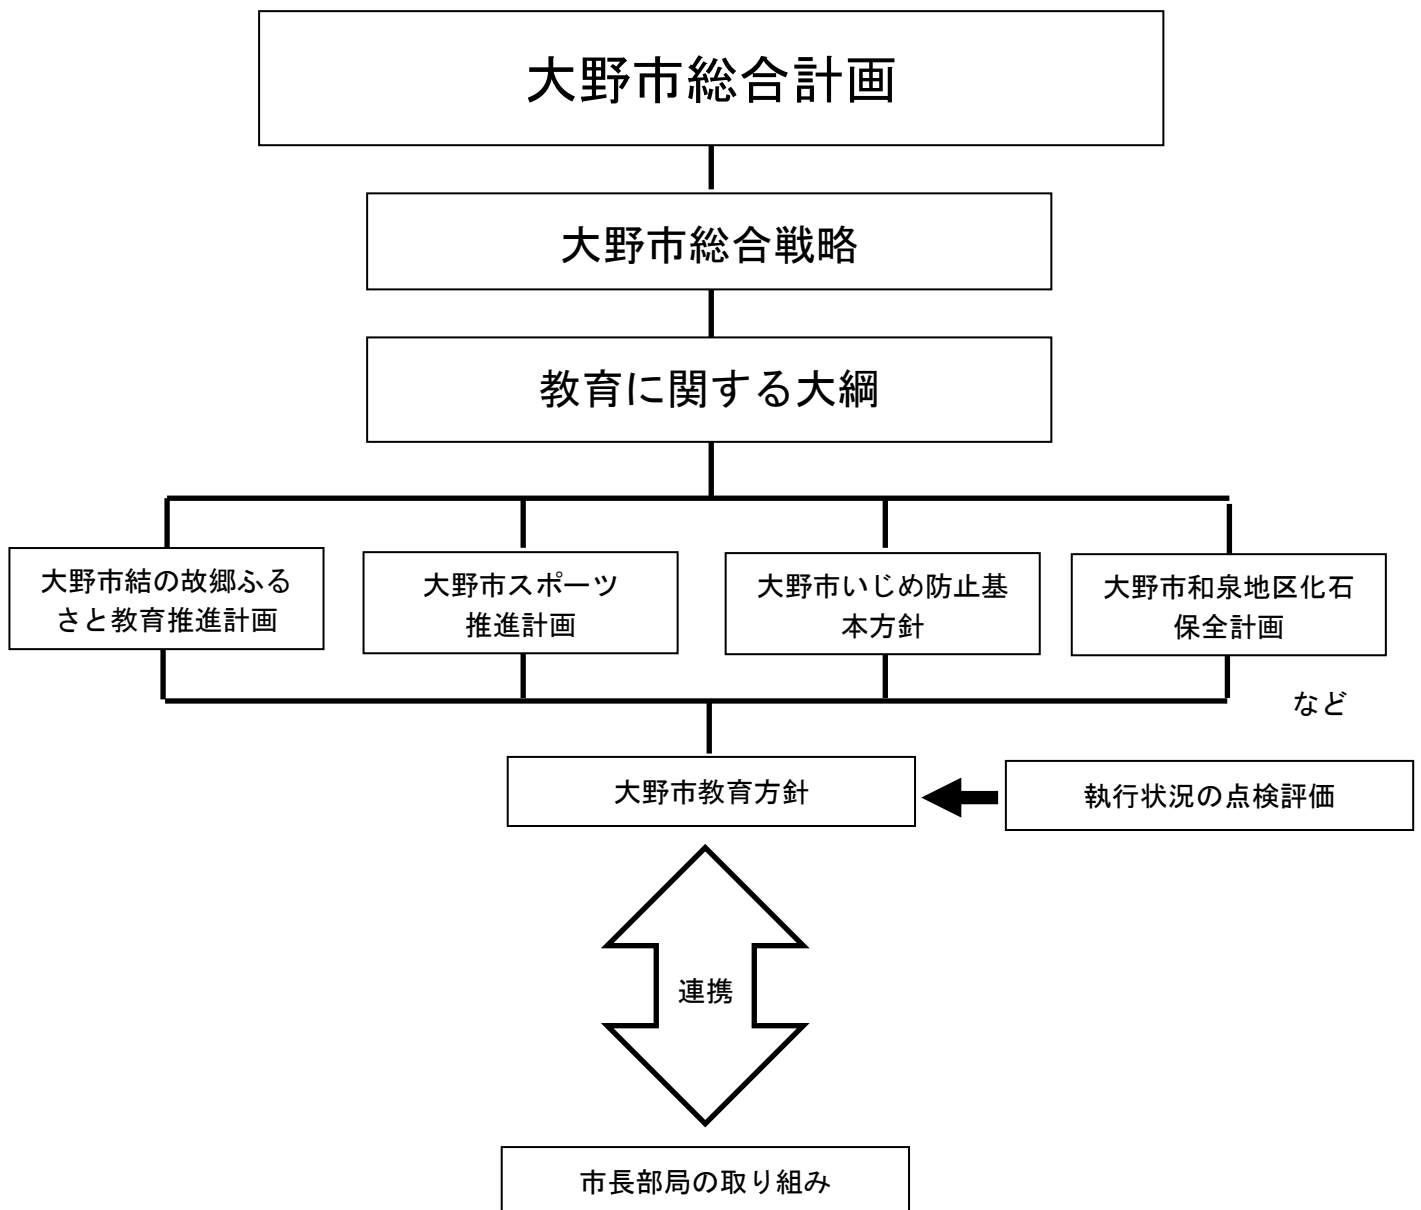 大野市総合計画
大野市総合戦略
教育に関する大綱
大野市結の故郷ふる
さと教育推進計画
大野市スポーツ
推進計画
大野市いじめ防止基
本方針
大野市和泉地区化石
保全計画
など
大野市教育方針
執行状況の点検評価
連携
市長部局の取り組み